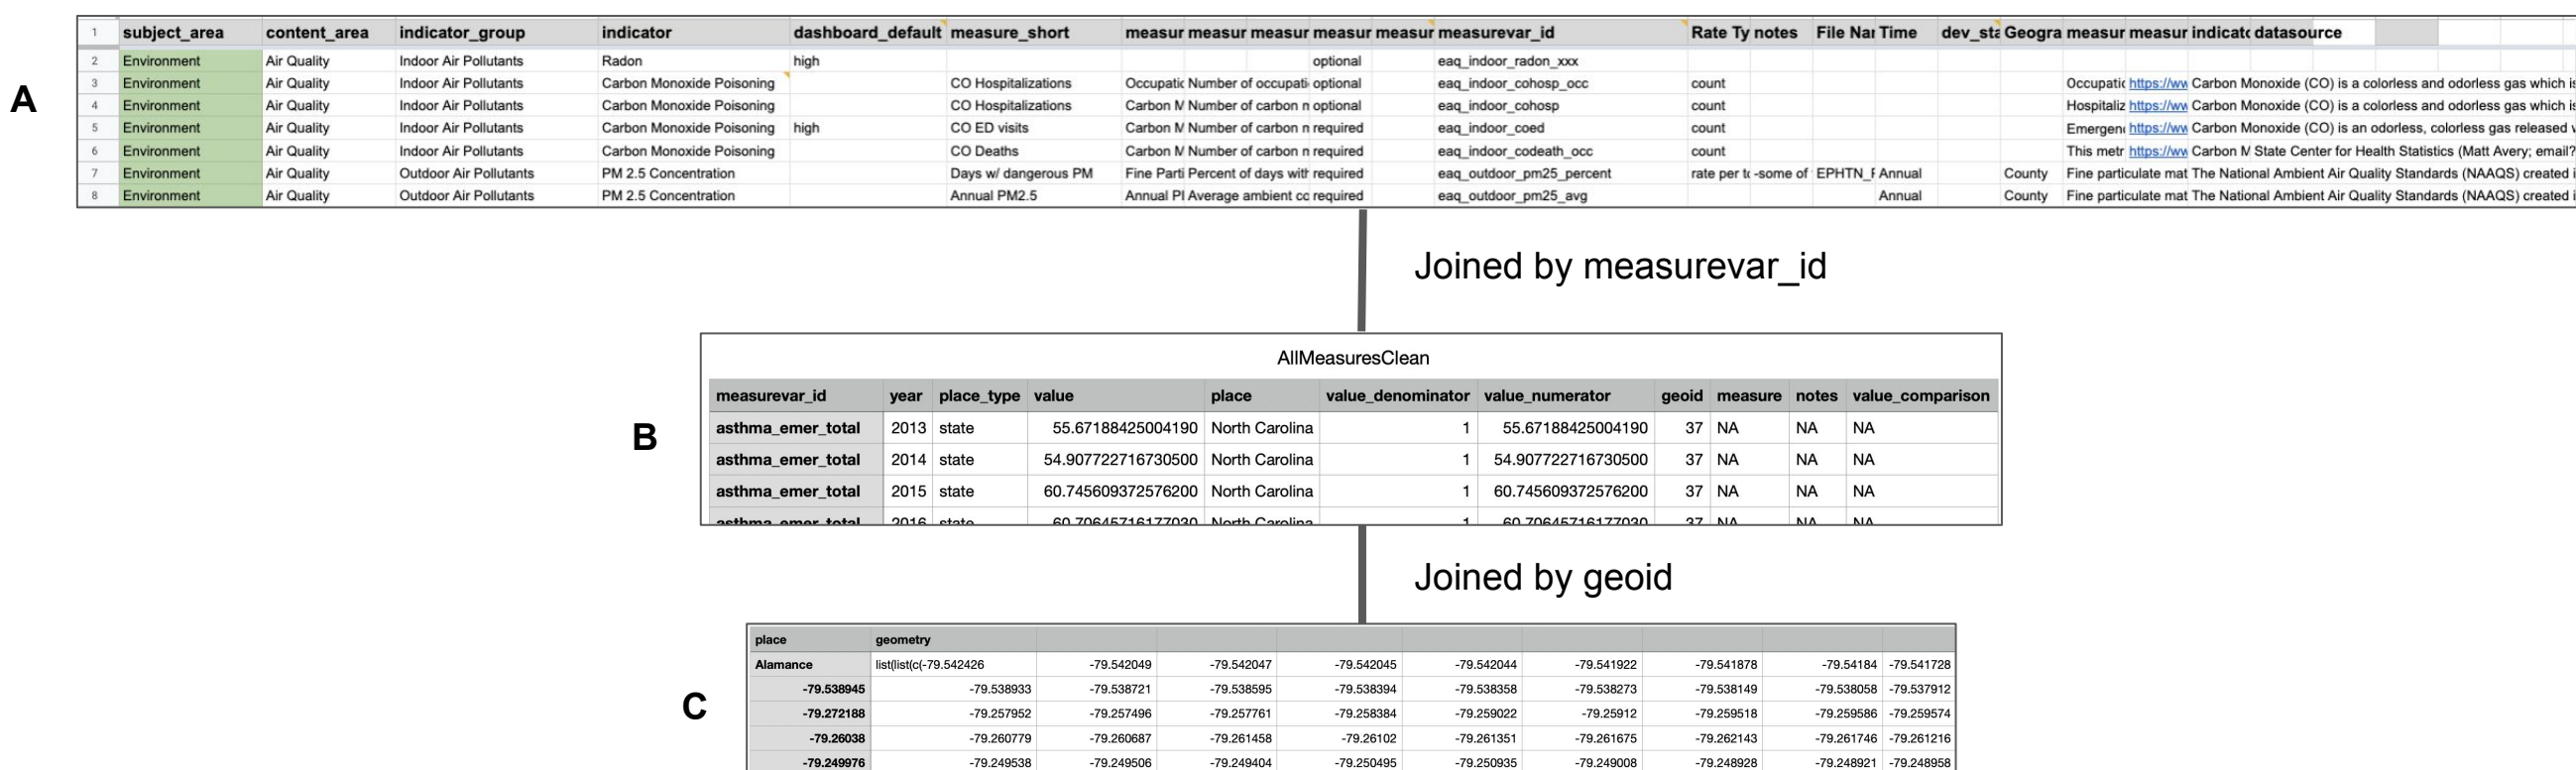 1 subject_area content_area indicator_group indicator dashboard_default measure_short measur measur measur measur measur measurevar_id Rate Ty notes File Nar Time dev_sta Geogra measur measur indicatc datasource
2 Environment Air Quality Indoor Air Pollutants Radon high optional eaq_indoor_radon_xxx
A
3 Environment Air Quality Indoor Air Pollutants Carbon Monoxide Poisoning CO Hospitalizations Occupatic Number of occupati optional eaq_indoor_cohosp_occ count Occupatic https://ww Carbon Monoxide (CO) is a colorless and odorless gas which is
4 Environment Air Quality Indoor Air Pollutants Carbon Monoxide Poisoning CO Hospitalizations Carbon M Number of carbon n optional eaq_indoor_cohosp count Hospitaliz https://ww Carbon Monoxide (CO) is a colorless and odorless gas which is
5 Environment Air Quality Indoor Air Pollutants Carbon Monoxide Poisoning high CO ED visits Carbon M Number of carbon n required eaq_indoor_coed count Emergen https://ww Carbon Monoxide (CO) is an odorless, colorless gas released v
6 Environment Air Quality Indoor Air Pollutants Carbon Monoxide Poisoning CO Deaths Carbon M Number of carbon n required eaq_indoor_codeath_occ count This metr https://ww Carbon M State Center for Health Statistics (Matt Avery; email?
7 Environment Air Quality Outdoor Air Pollutants PM 2.5 Concentration Days w/ dangerous PM Fine Parti Percent of days with required eaq_outdoor_pm25_percent rate per tc -some of EPHTN_F Annual County Fine particulate mat The National Ambient Air Quality Standards (NAAQS) created i
8 Environment Air Quality Outdoor Air Pollutants PM 2.5 Concentration Annual PM2.5 Annual Pl Average ambient cc required eaq_outdoor_pm25_avg Annual County Fine particulate mat The National Ambient Air Quality Standards (NAAQS) created i
Joined by measurevar_id
AllMeasuresClean
measurevar_id year place_type value place value_denominator value_numerator geoid measure notes value_comparison
B
asthma_emer_total 2013 state 55.67188425004190 North Carolina 1 55.67188425004190 37 NA NA NA
asthma_emer_total 2014 state 54.907722716730500 North Carolina 1 54.907722716730500 37 NA NA NA
asthma_emer_total 2015 state 60.745609372576200 North Carolina 1 60.745609372576200 37 NA NA NA
asthma_emer_total 2016 state 60.70645716177030 North Carolina 1 60.70645716177030 37 NA NA NA
Joined by geoid
place geometry
Alamance list(list(c(-79.542426 -79.542049 -79.542047 -79.542045 -79.542044 -79.541922 -79.541878 -79.54184 -79.541728
-79.538945 -79.538933 -79.538721 -79.538595 -79.538394 -79.538358 -79.538273 -79.538149 -79.538058 -79.537912
C
-79.272188 -79.257952 -79.257496 -79.257761 -79.258384 -79.259022 -79.25912 -79.259518 -79.259586 -79.259574
-79.26038 -79.260779 -79.260687 -79.261458 -79.26102 -79.261351 -79.261675 -79.262143 -79.261746 -79.261216
-79.249976 -79.249538 -79.249506 -79.249404 -79.250495 -79.250935 -79.249008 -79.248928 -79.248921 -79.248958